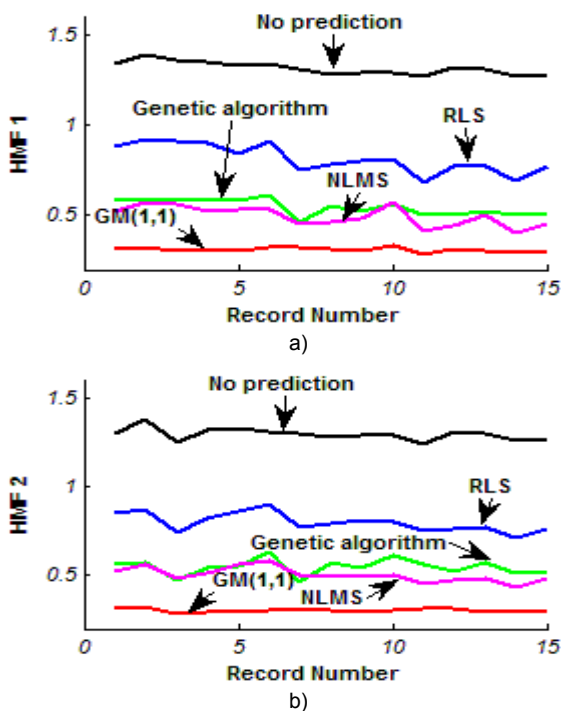 No prediction
1.5
Genetic algorithm
RLS
1
HMF 1
NLMS
GM(1,1)
0.5
0 5 10 15
Record Number
a)
No prediction
1.5
RLS
1
HMF 2
Genetic algorithm
0.5
GM(1,1)
NLMS
0 5 10 15
Record Number
b)